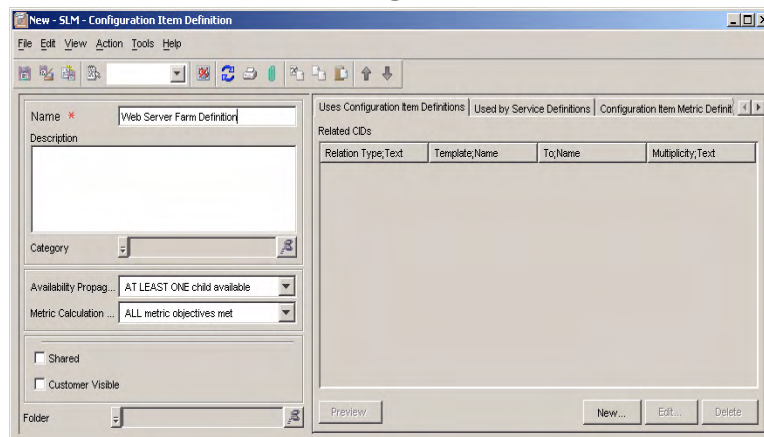 New - SLM - Configuration Item Definition
File Edit View Action Tools Help
Name * Web Server Farm Definition
Description
Category
Availability Propag... AT LEAST ONE child available
Metric Calculation ... ALL metric objectives met
Shared
Customer Visible
Folder
Uses Configuration Item Definitions Used by Service Definitions Configuration Item Metric Definit
Related CIDs
Relation Type;Text Template;Name To;Name Multiplicity;Text
Preview New... Edit... Delete